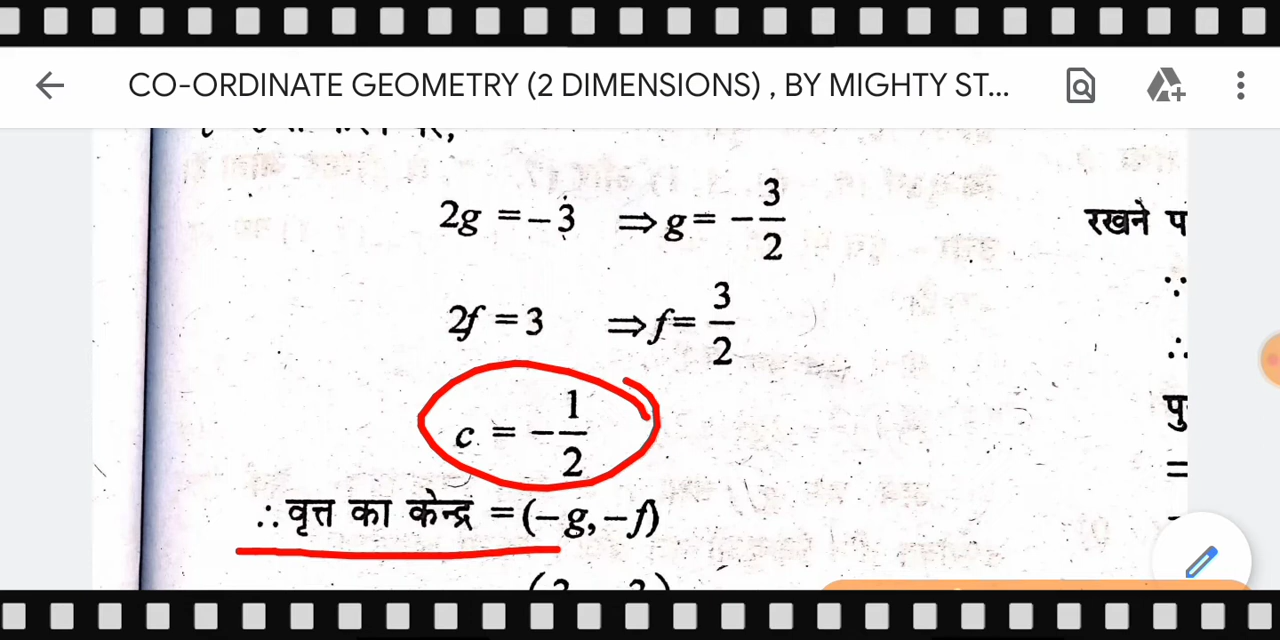 CO-ORDINATE GEOMETRY (2 DIMENSIONS) , BY MIGHTY ST...
2g = -3 ⇒ g = -3/2
रखने प
∵
2f = 3 ⇒ f = 3/2
∴
c = -1/2
पु
=
∴ वृत्त का केन्द्र = (-g, -f)